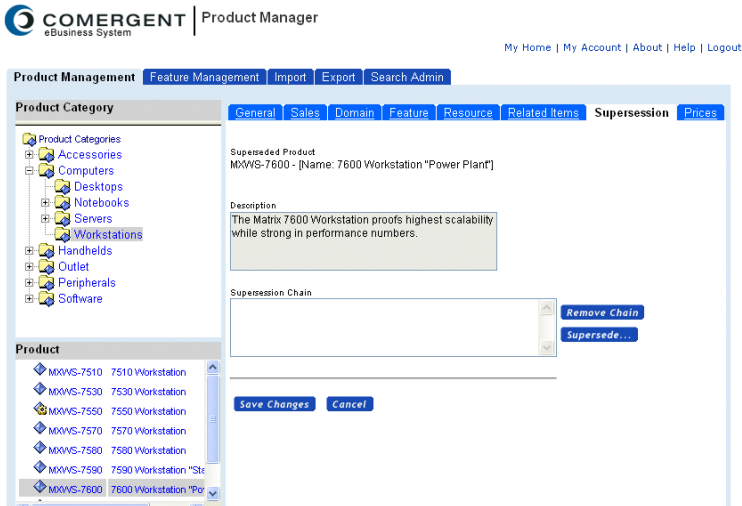 COMERGENT
eBusiness System
Product Manager
My Home | My Account | About | Help | Logout
Product Management Feature Management Import Export Search Admin
Product Category
General Sales Domain Feature Resource Related Items Supersession Prices
Product Categories
Accessories
Computers
Desktops
Notebooks
Servers
Workstations
Handhelds
Outlet
Peripherals
Software
Superseded Product
MXWS-7600 - [Name: 7600 Workstation "Power Plant"]
Description
The Matrix 7600 Workstation proofs highest scalability
while strong in performance numbers.
Supersession Chain
Remove Chain
Supersede...
Save Changes Cancel
Product
MXWS-7510 7510 Workstation
MXWS-7530 7530 Workstation
MXWS-7550 7550 Workstation
MXWS-7570 7570 Workstation
MXWS-7580 7580 Workstation
MXWS-7590 7590 Workstation "Ste
MXWS-7600 7600 Workstation "Po